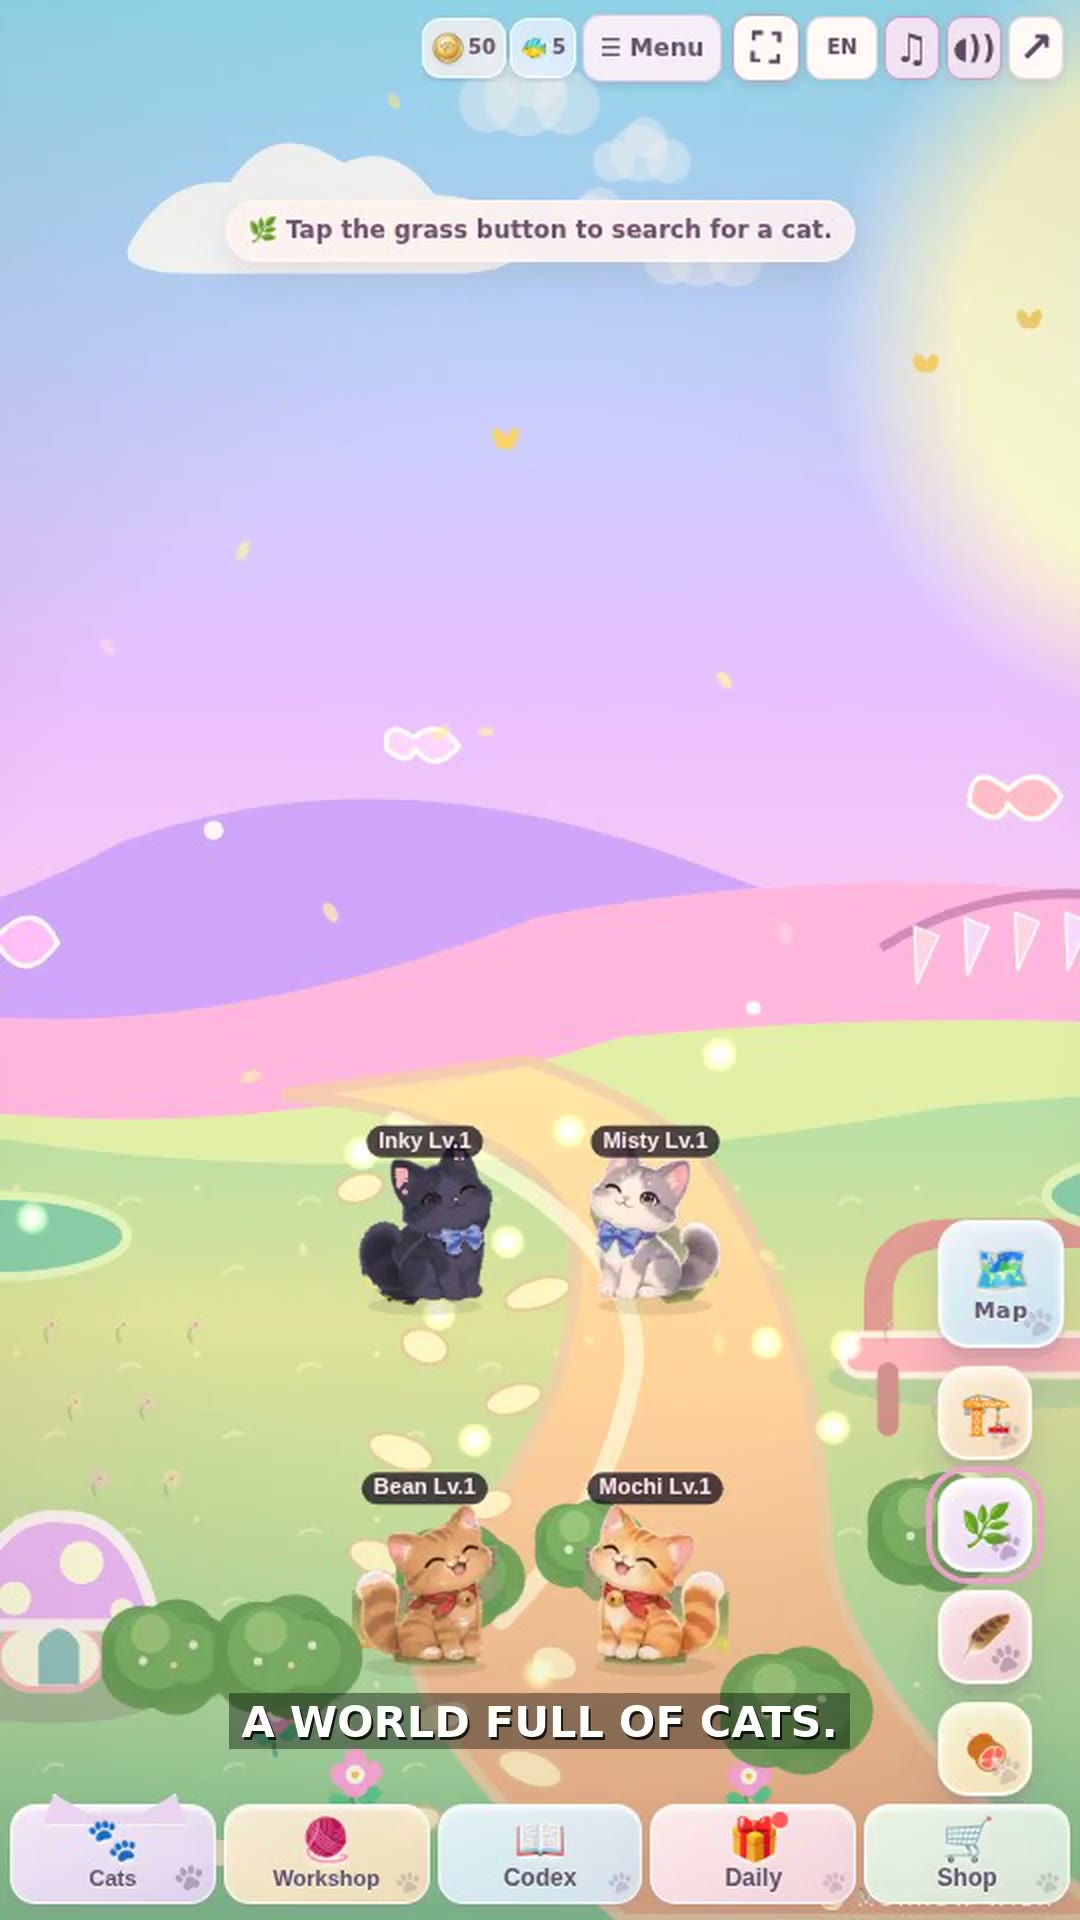 50
5
☰ Menu
EN
Tap the grass button to search for a cat.
Inky Lv.1
Misty Lv.1
Map
Bean Lv.1
Mochi Lv.1
A WORLD FULL OF CATS.
Cats
Workshop
Codex
Daily
Shop